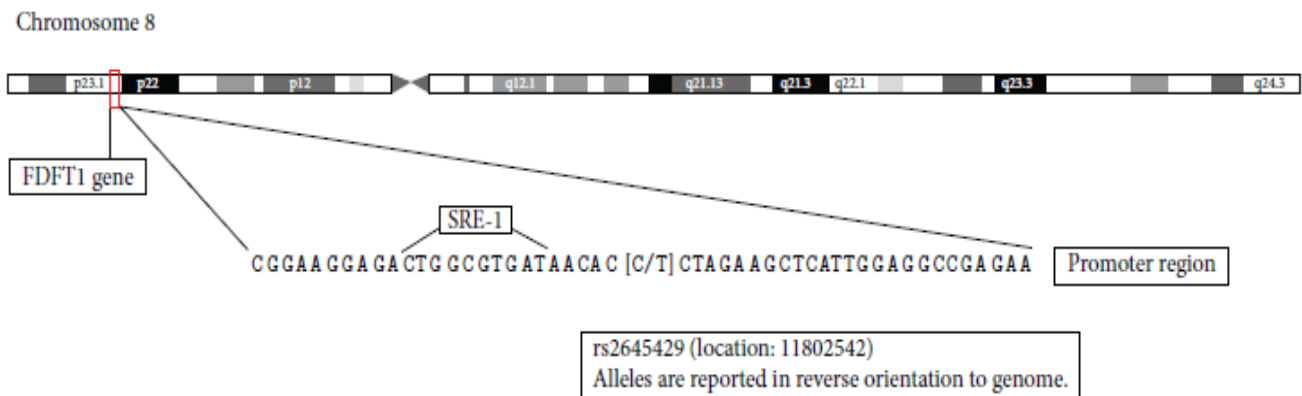 Chromosome 8
p23.1 p22 p12 q12.1 q21.13 q21.3 q22.1 q23.3 q24.3
FDFT1 gene
SRE-1
CGGAAGGAGACTGGCGTGATAACAC [C/T] CTAGAAGCTCATTGGAGGCCGAGAA
Promoter region
rs2645429 (location: 11802542)
Alleles are reported in reverse orientation to genome.